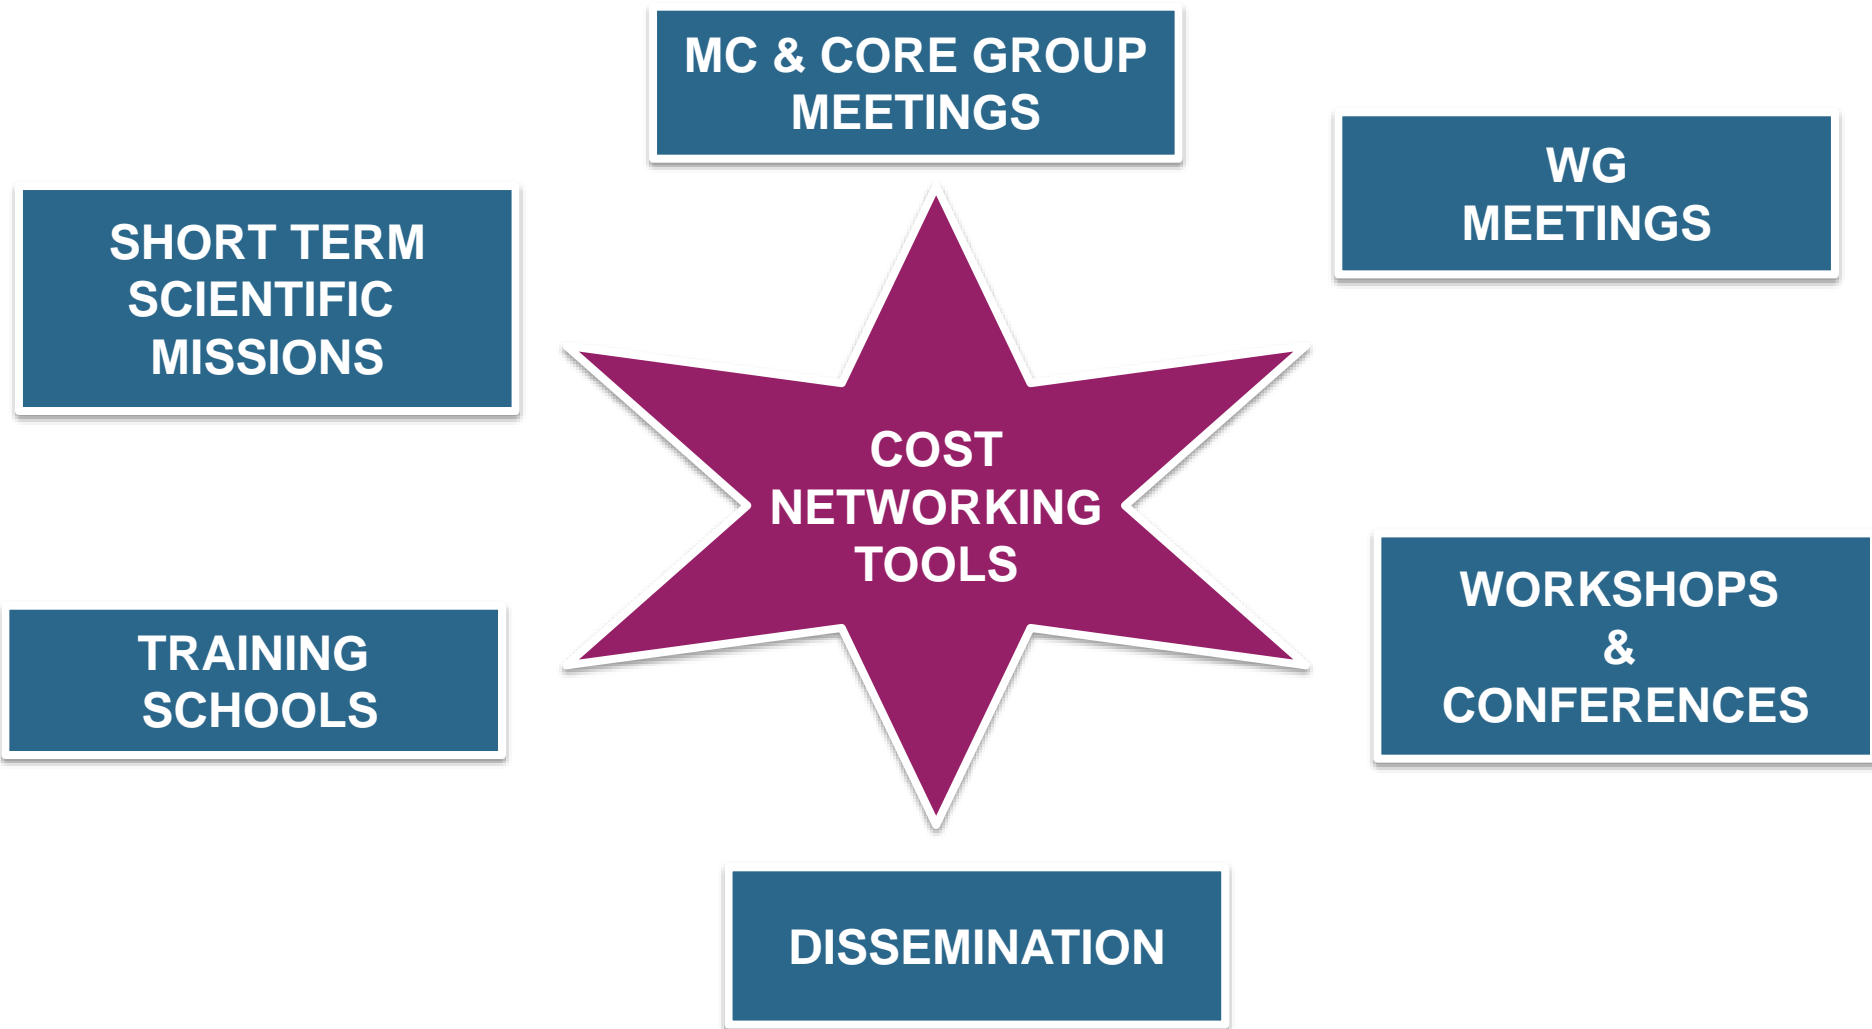 MC & CORE GROUP
MEETINGS
WG
MEETINGS
SHORT TERM
SCIENTIFIC
MISSIONS
COST
NETWORKING
TOOLS
WORKSHOPS
&
CONFERENCES
TRAINING
SCHOOLS
DISSEMINATION